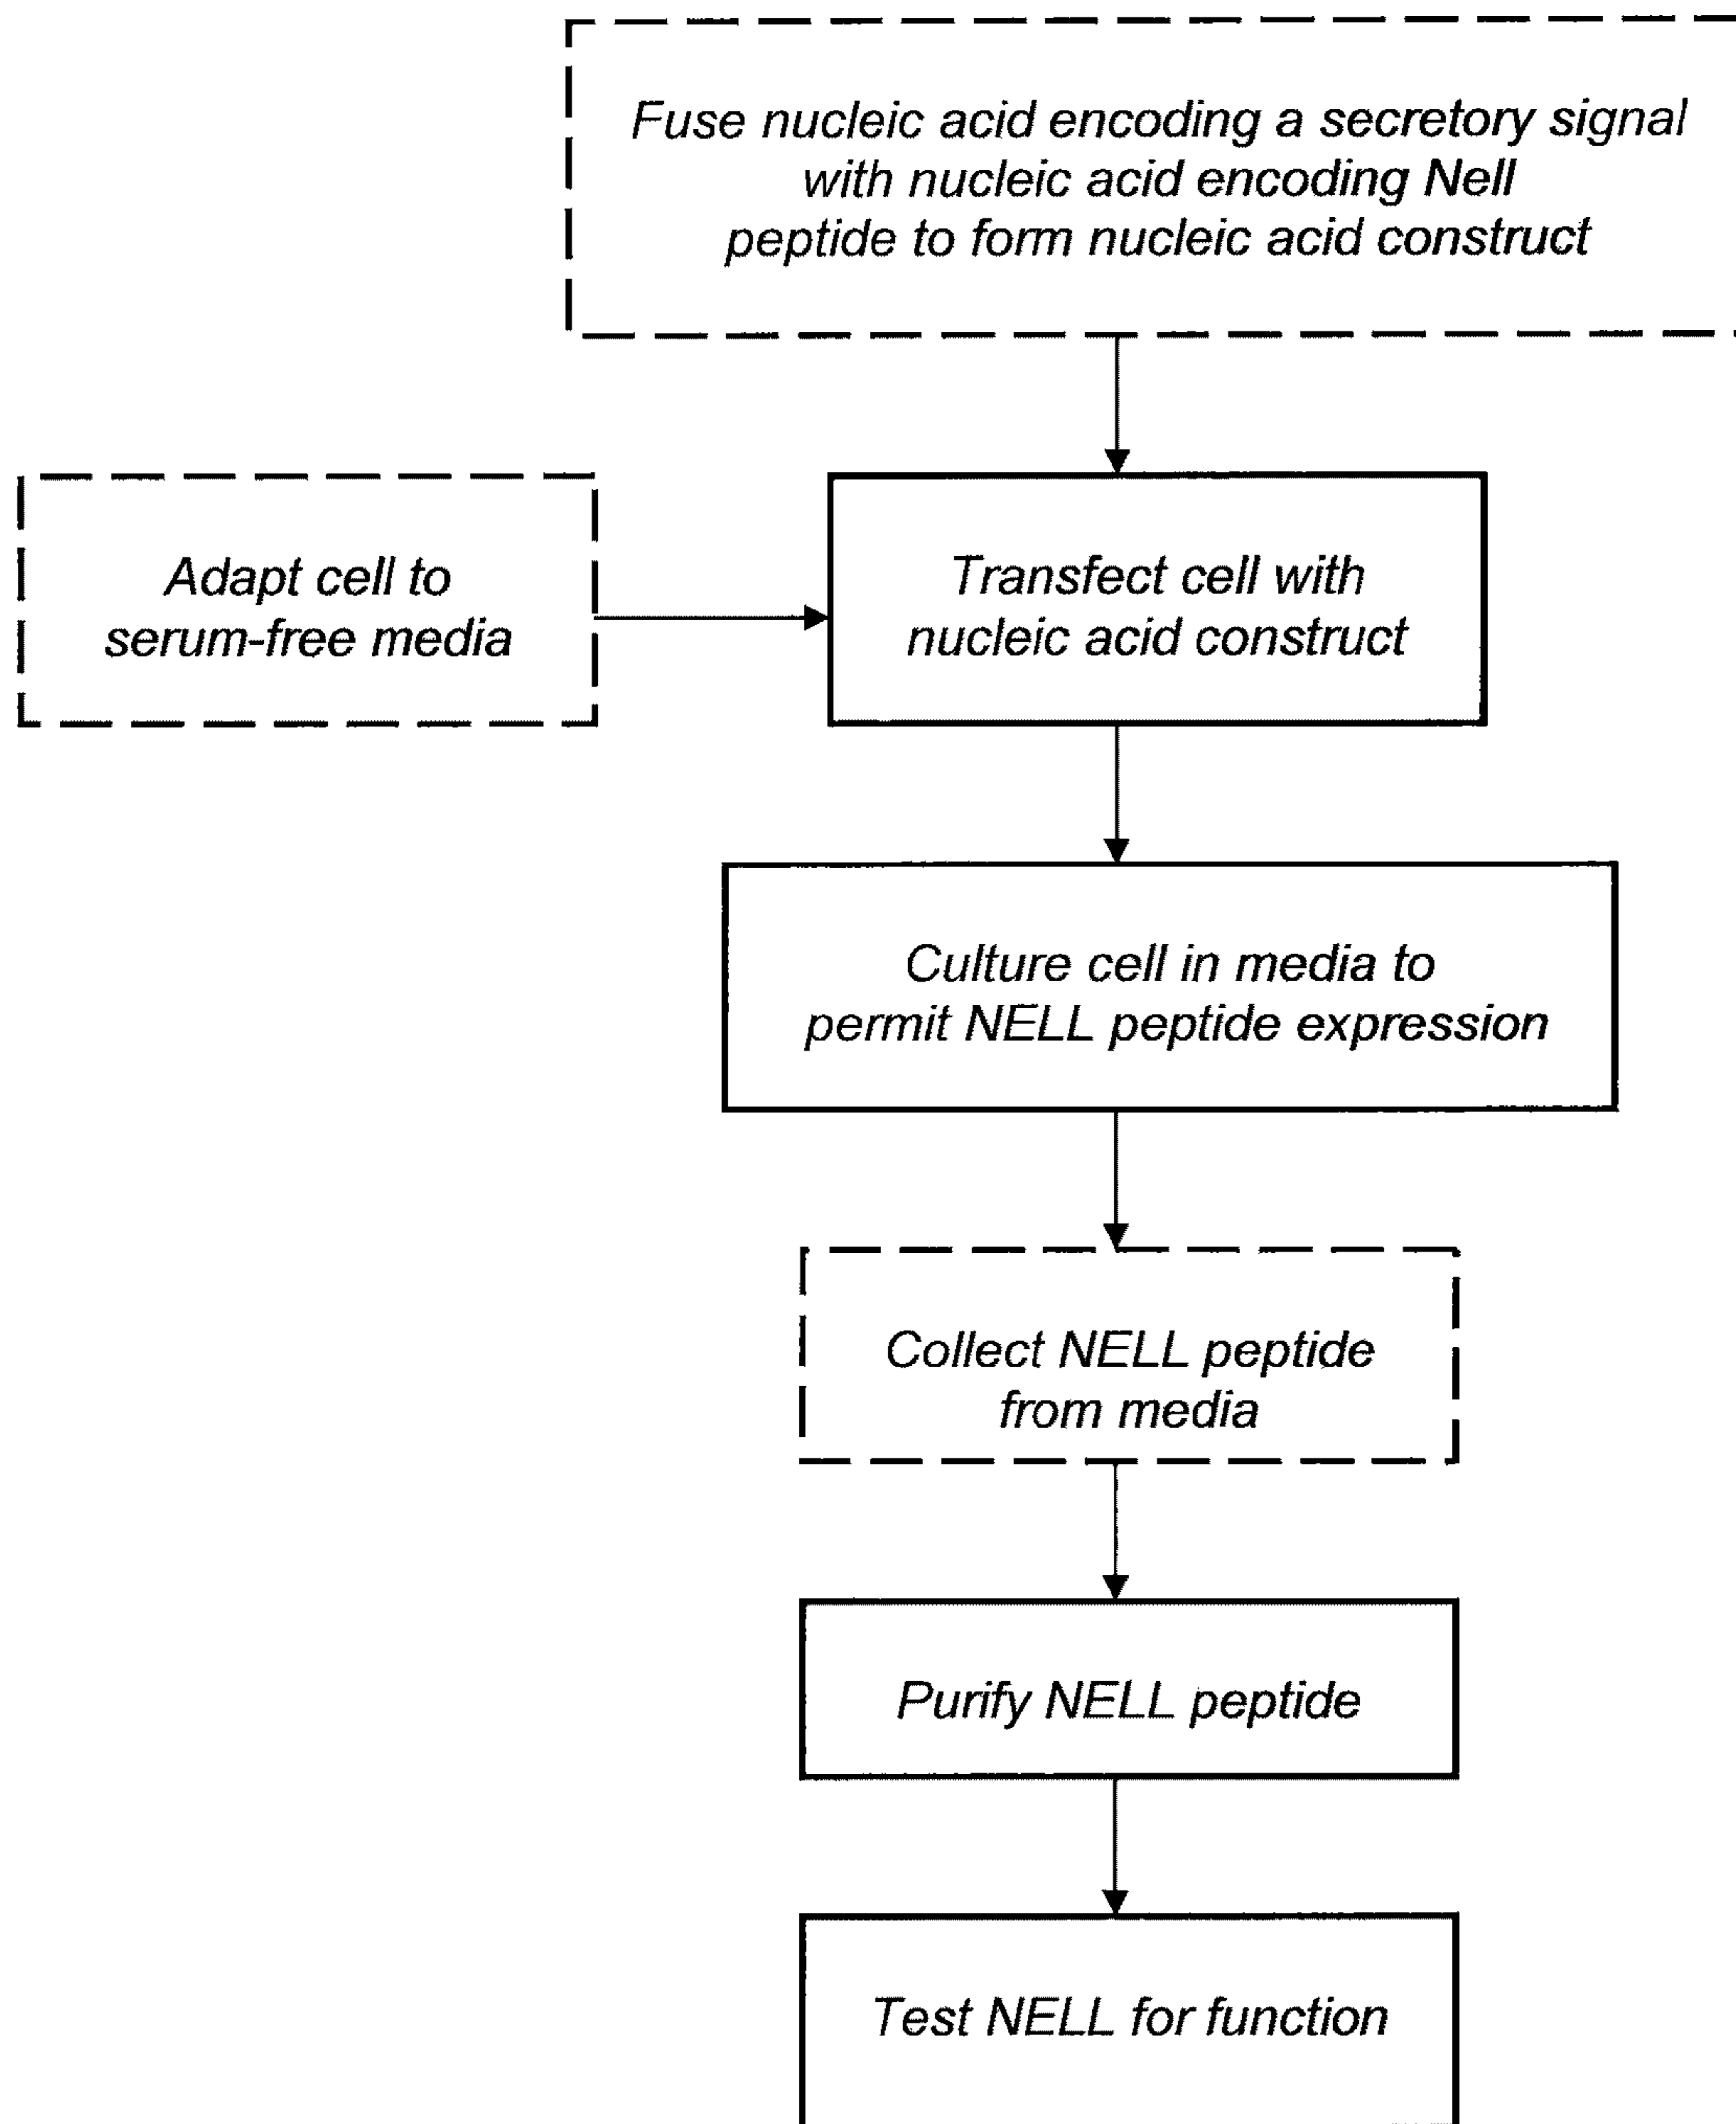 Fuse nucleic acid encoding a secretory signal
with nucleic acid encoding Nell
peptide to form nucleic acid construct
Adapt cell to
serum-free media
Transfect cell with
nucleic acid construct
Culture cell in media to
permit NELL peptide expression
Collect NELL peptide
from media
Purify NELL peptide
Test NELL for function